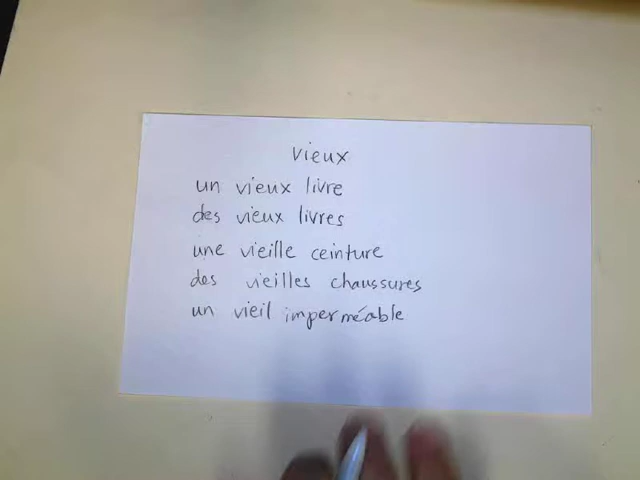 vieux
un vieux livre
des vieux livres
une vieille ceinture
des vieilles chaussures
un vieil imperméable